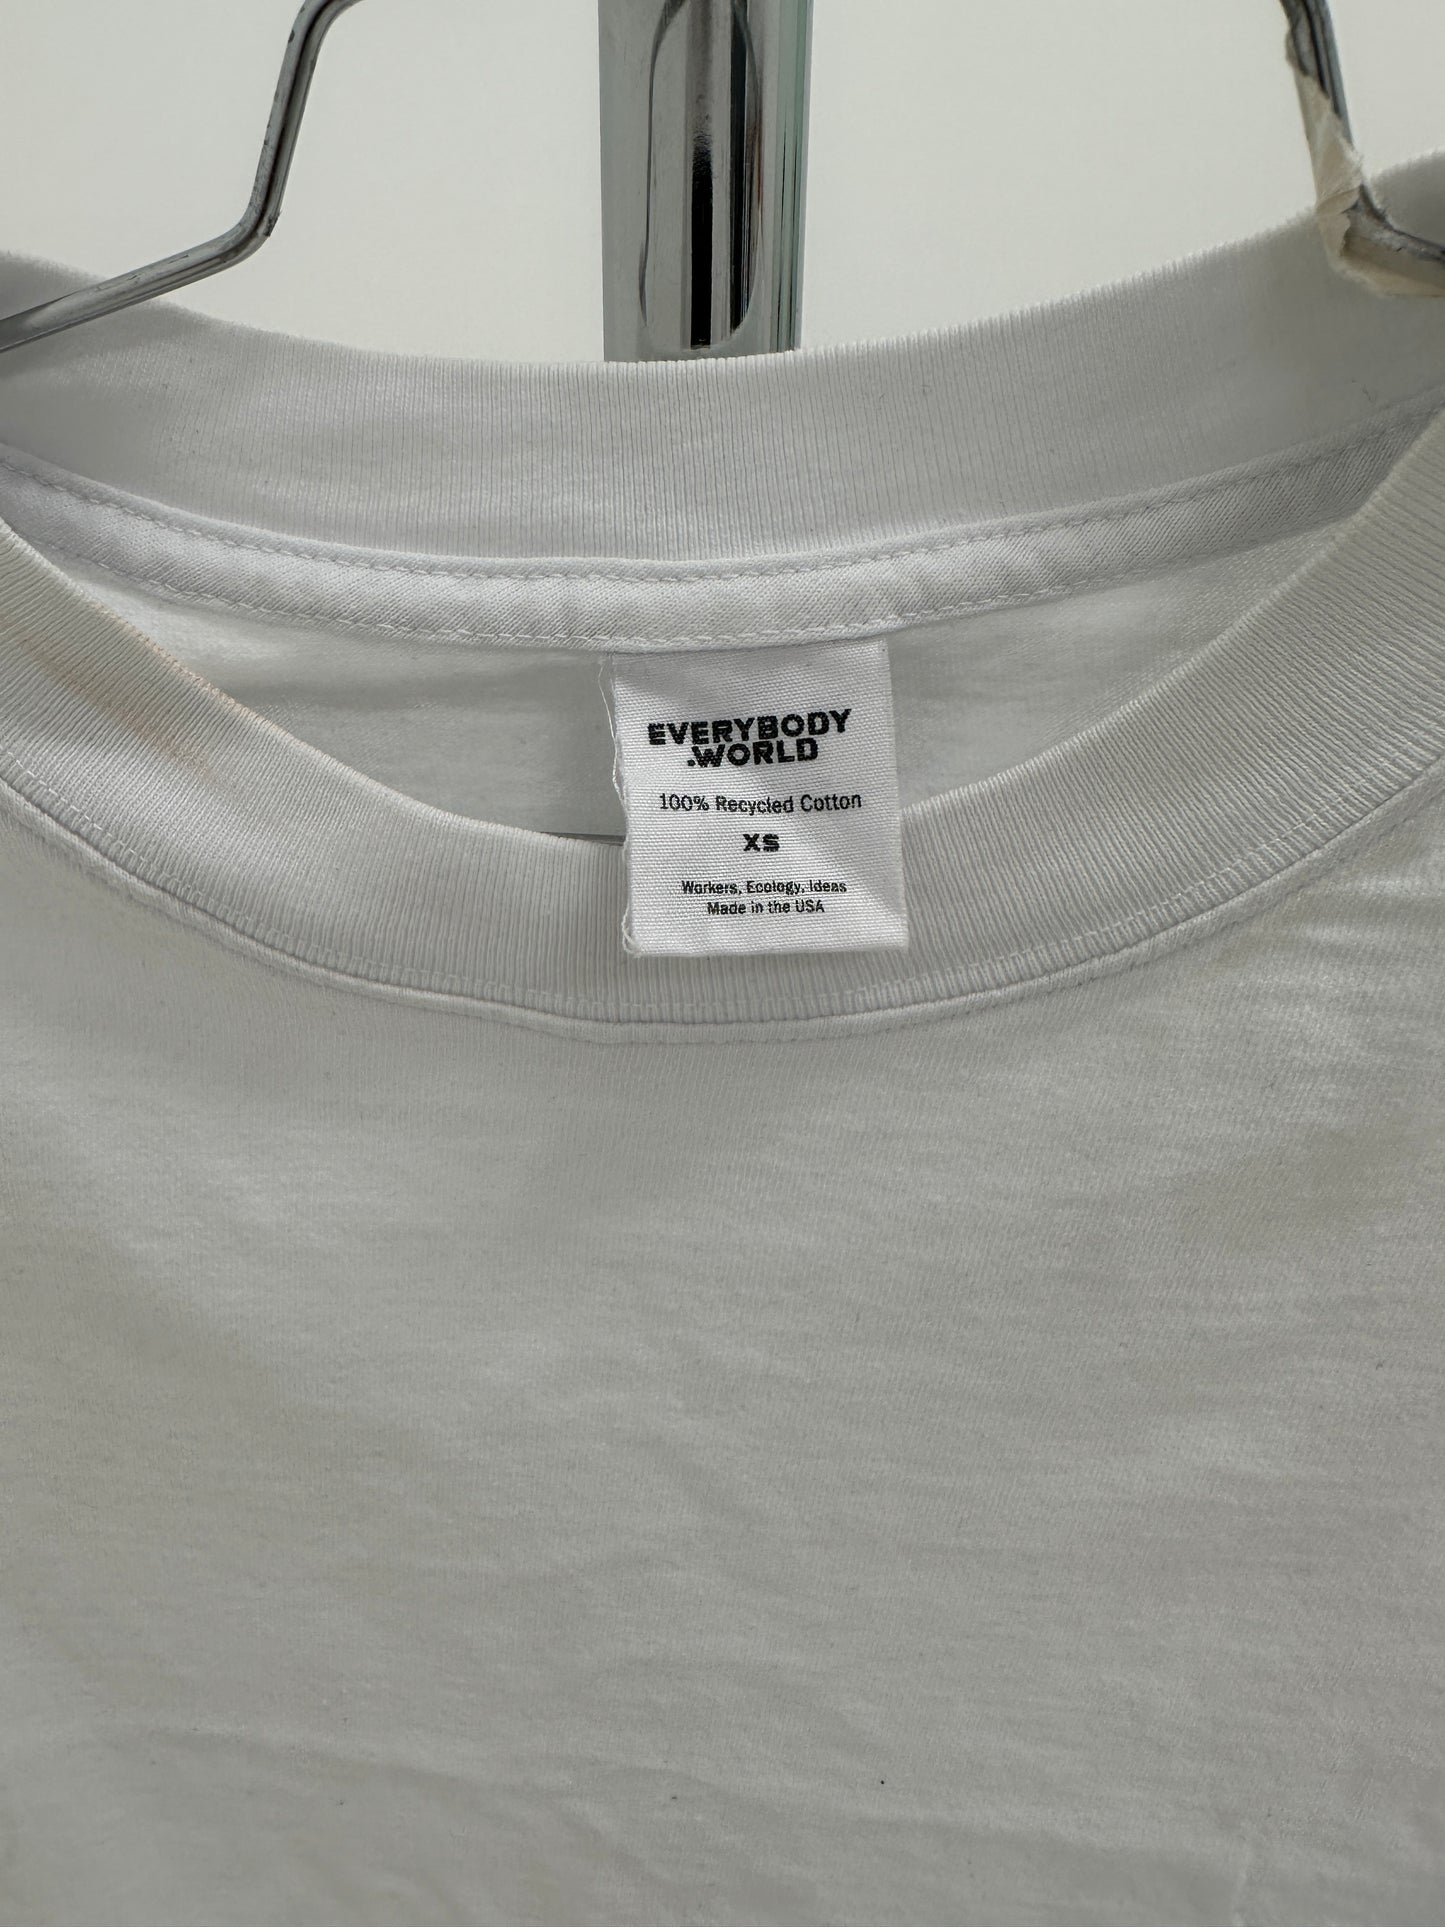 EVERYBODY
.WORLD
100% Recycled Cotton
XS
Workers, Ecology, Ideas
Made in the USA